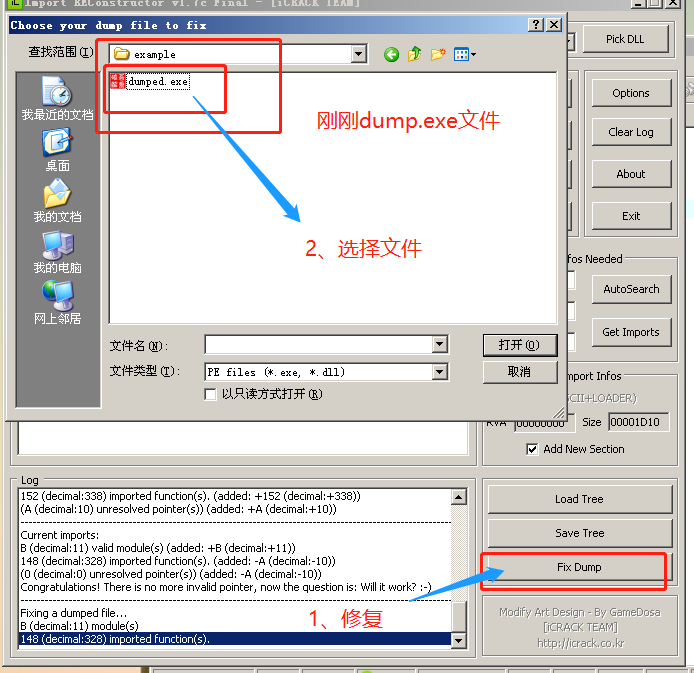 Import REConstructor v1.7c Final - [iCRACK TEAM]
Choose your dump file to fix
查找范围(I)
example
Pick DLL
dumped.exe
我最近的文档
桌面
我的文档
我的电脑
网上邻居
刚刚dump.exe文件
2、选择文件
Options
Clear Log
About
Exit
nfos Needed
AutoSearch
Get Imports
文件名(N):
打开(O)
文件类型(T):
PE files (*.exe, *.dll)
取消
以只读方式打开(R)
mport Infos
CII+LOADER)
RVA
00000000
Size
00001D10
Add New Section
Log
152 (decimal:338) imported function(s). (added: +152 (decimal:+338))
(A (decimal:10) unresolved pointer(s)) (added: +A (decimal:+10))
Current imports:
B (decimal:11) valid module(s) (added: +B (decimal:+11))
148 (decimal:328) imported function(s). (added: -A (decimal:-10))
(0 (decimal:0) unresolved pointer(s)) (added: -A (decimal:-10))
Congratulations! There is no more invalid pointer, now the question is: Will it work? :-)
Fixing a dumped file...
B (decimal:11) module(s)
148 (decimal:328) imported function(s).
1、修复
Load Tree
Save Tree
Fix Dump
Modify Art Design - By GameDosa
[iCRACK TEAM]
http://icrack.co.kr